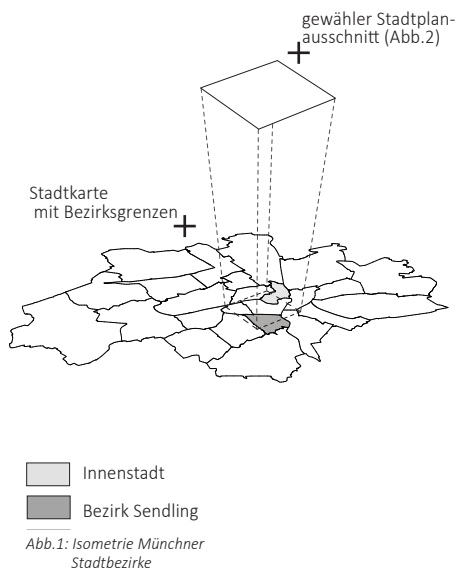 gewähler Stadtplan-
ausschnitt (Abb.2)
Stadtkarte
mit Bezirksgrenzen
Innenstadt
Bezirk Sendling
Abb.1: Isometrie Münchner
Stadtbezirke